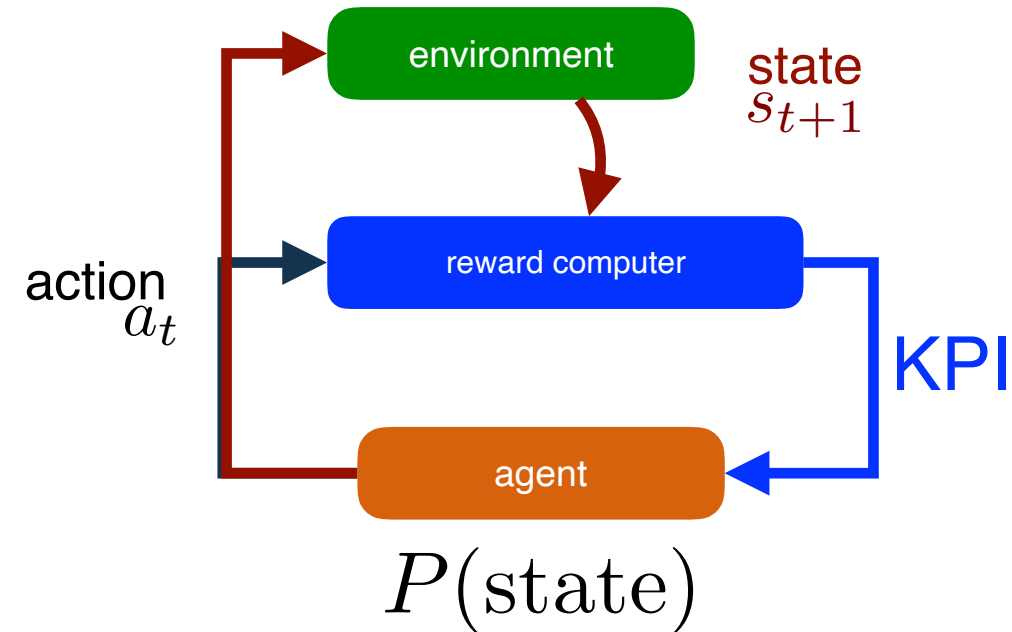 environment
state
s_{t+1}
reward computer
action
a_t
KPI
agent
P(state)